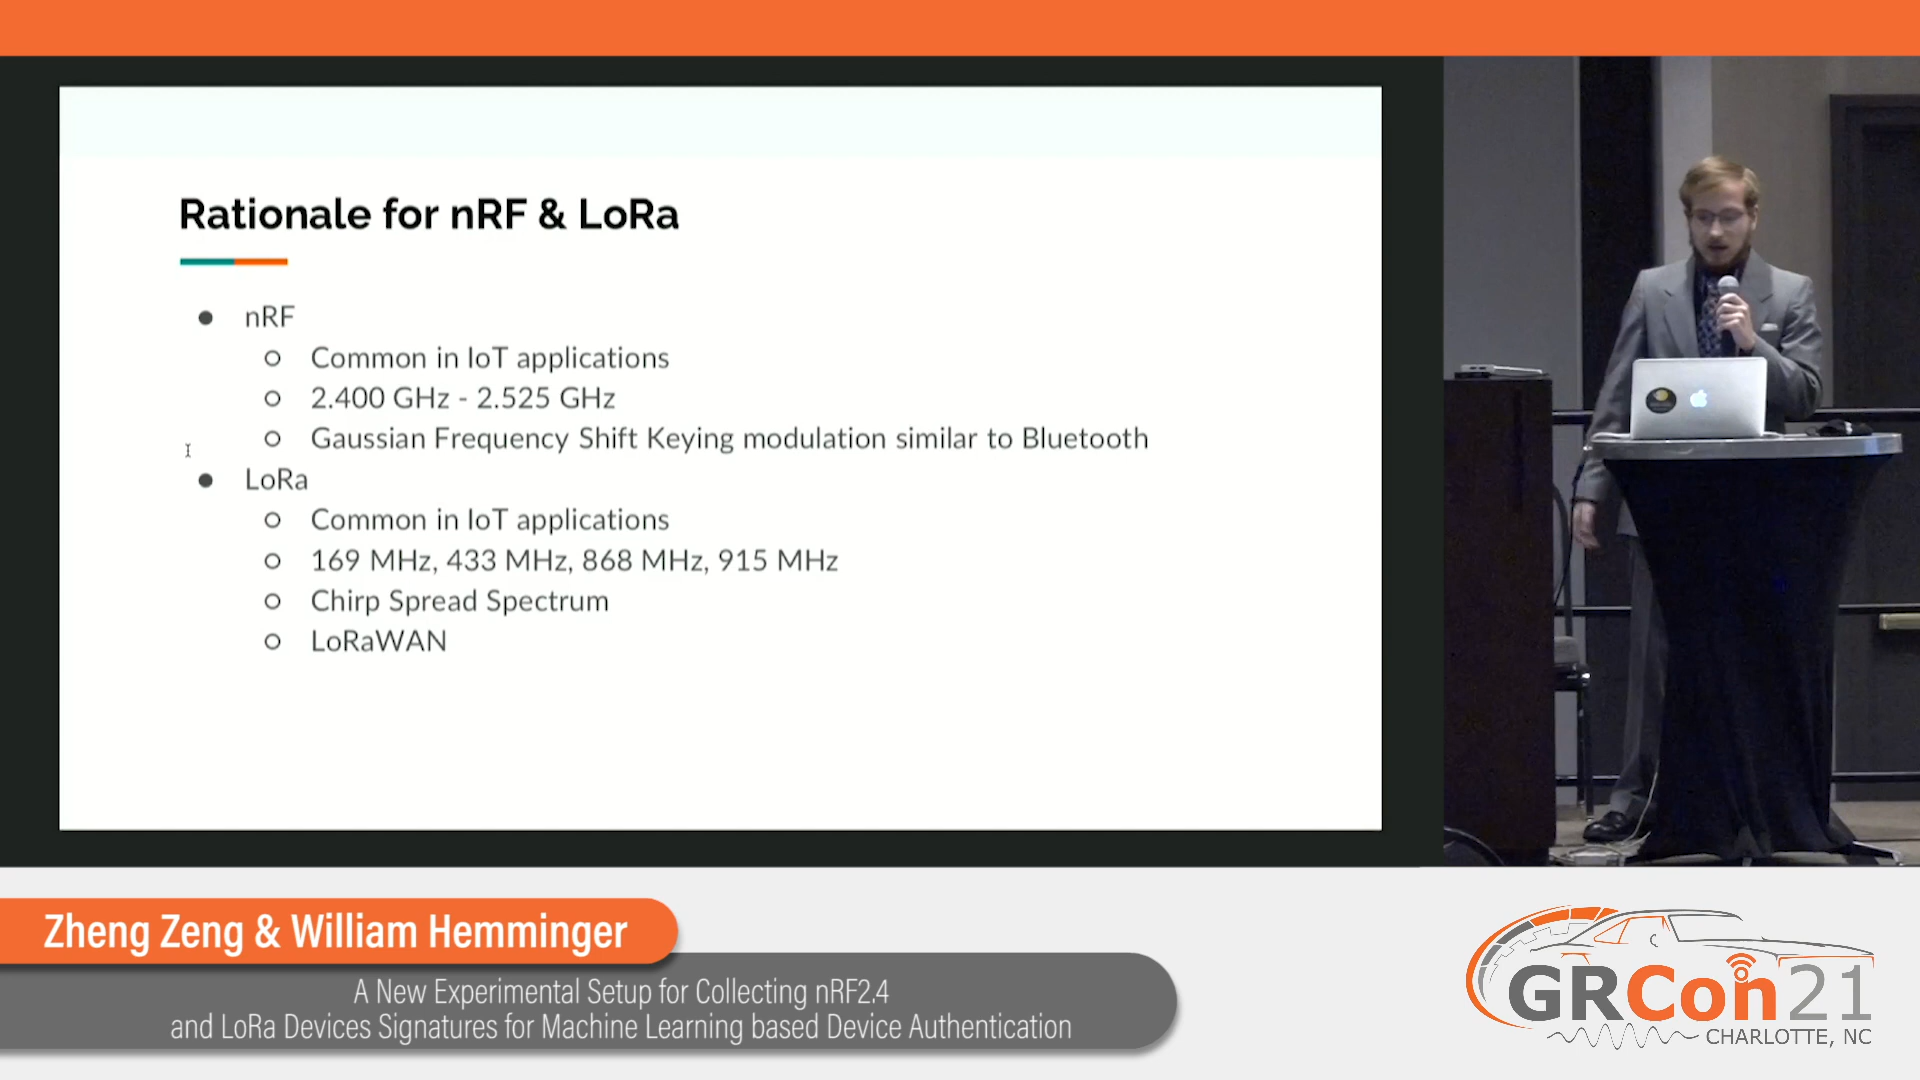 Rationale for nRF & LoRa
● nRF
○ Common in IoT applications
○ 2.400 GHz - 2.525 GHz
○ Gaussian Frequency Shift Keying modulation similar to Bluetooth
● LoRa
○ Common in IoT applications
○ 169 MHz, 433 MHz, 868 MHz, 915 MHz
○ Chirp Spread Spectrum
○ LoRaWAN
Zheng Zeng & William Hemminger
A New Experimental Setup for Collecting nRF2.4
and LoRa Devices Signatures for Machine Learning based Device Authentication
GRCon21
CHARLOTTE, NC